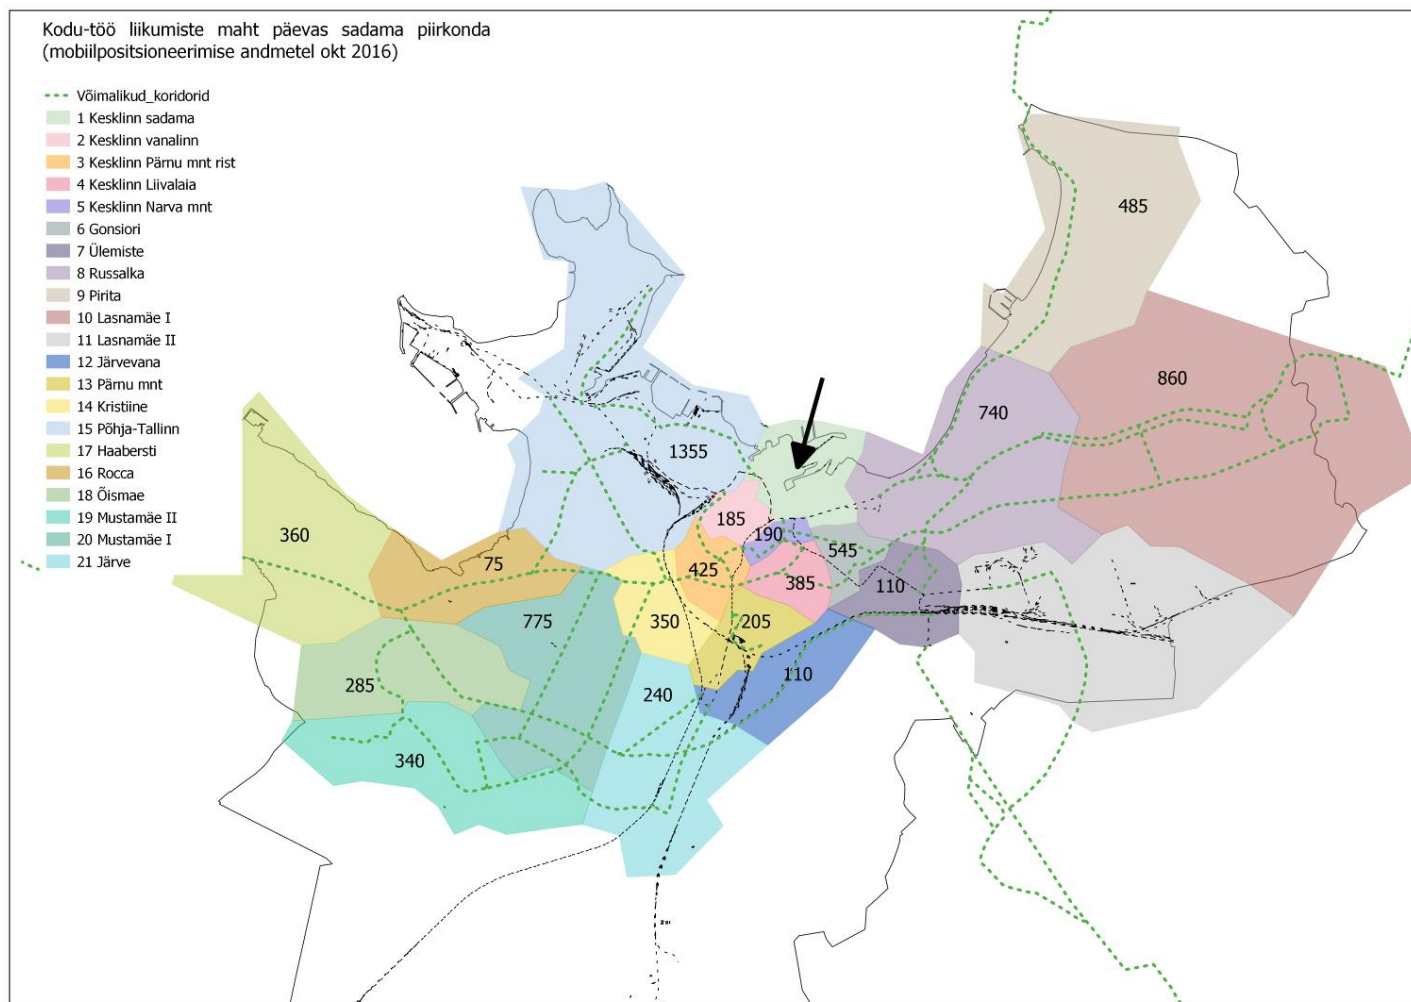 Kodu-töö liikumiste maht päevas sadama piirkonda
(mobiilpositsioneerimise andmetel okt 2016)
Võimalikud_koridorid
1 Kesklinn sadama
2 Kesklinn vanalinn
3 Kesklinn Pärnu mnt rist
4 Kesklinn Liivalaia
5 Kesklinn Narva mnt
6 Gonsiori
7 Ülemiste
8 Russalka
9 Pirita
10 Lasnamäe I
11 Lasnamäe II
12 Järvevana
13 Pärnu mnt
14 Kristiine
15 Põhja-Tallinn
17 Haabersti
16 Rocca
18 Õismae
19 Mustamäe II
20 Mustamäe I
21 Järve
485
860
740
1355
185
190
360
75
425
545
385
110
775
350
205
285
240
110
340